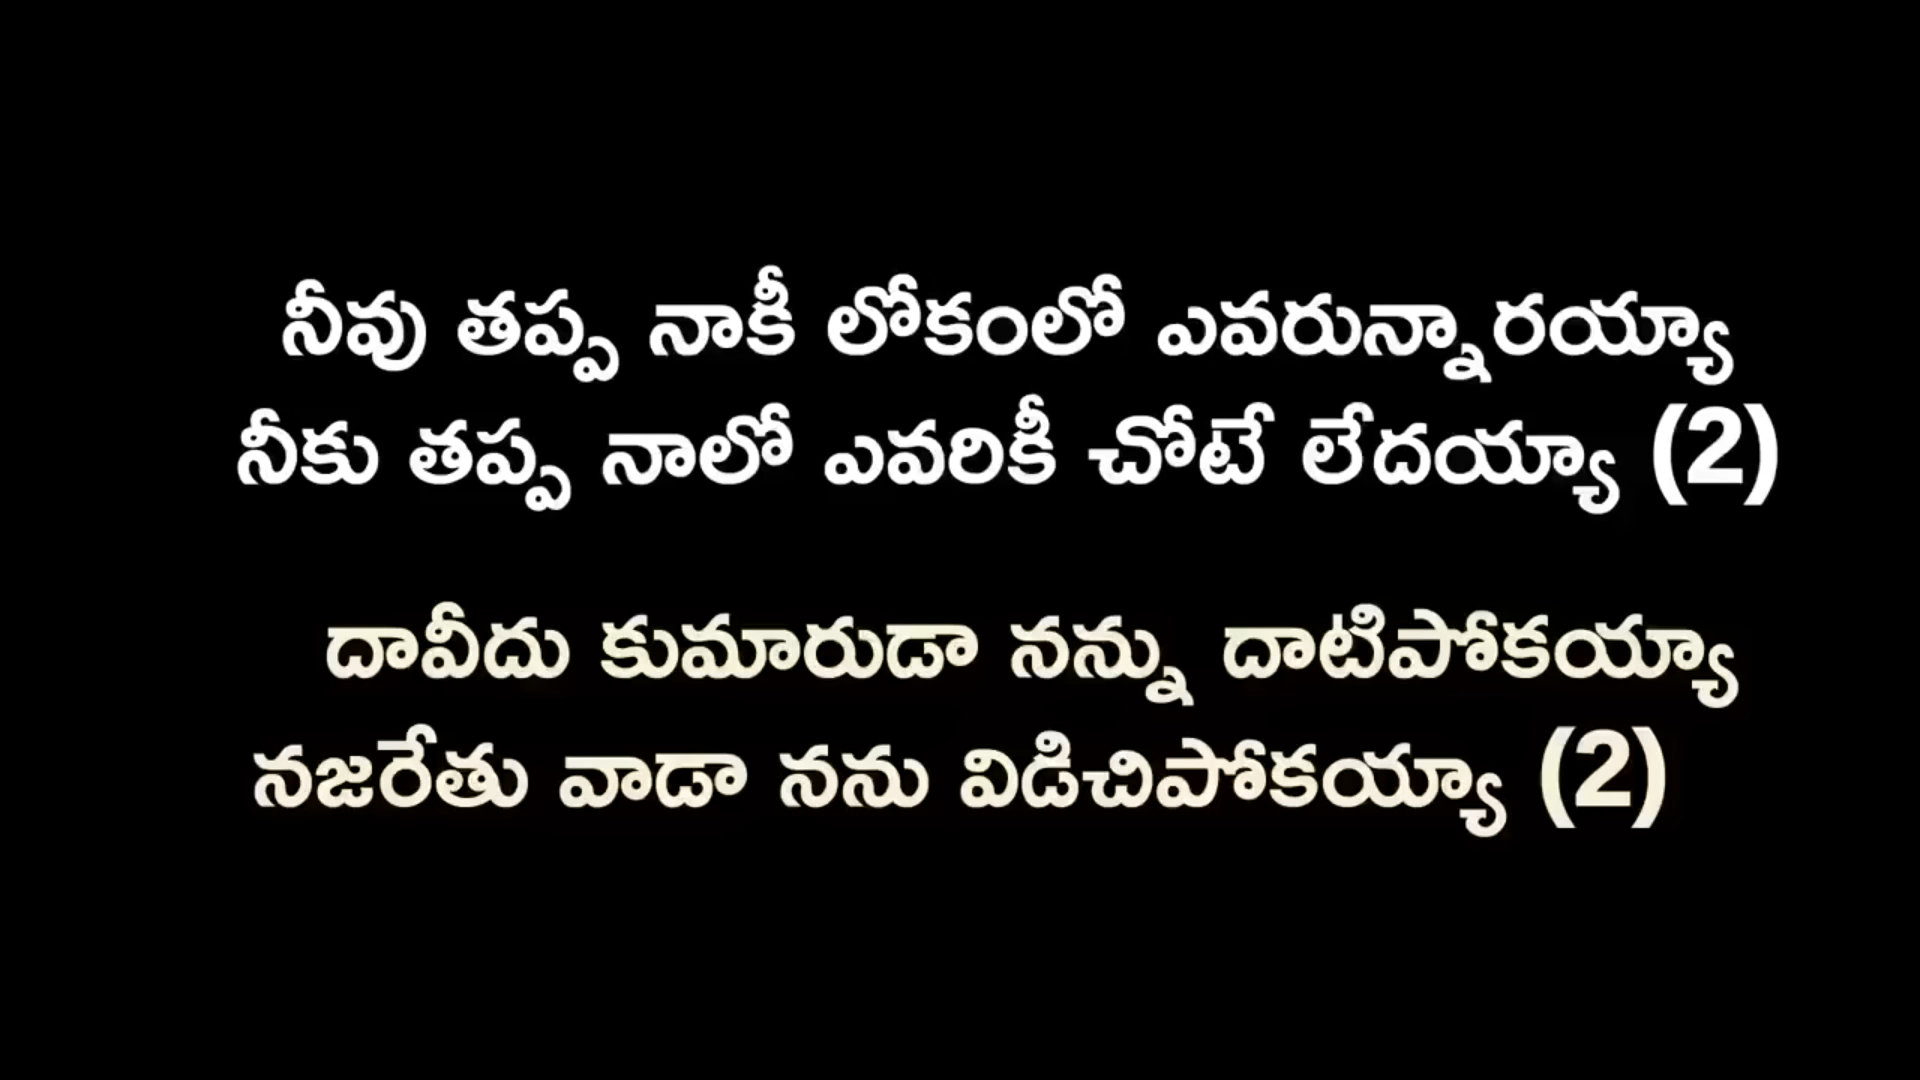 నీవు తప్ప నాకీ లోకంలో ఎవరున్నారయ్యా
నీకు తప్ప నాలో ఎవరికీ చోటే లేదయ్యా (2)
దావీదు కుమారుడా నన్ను దాటిపోకయ్యా
నజరేతు వాడా నను విడిచిపోకయ్యా (2)